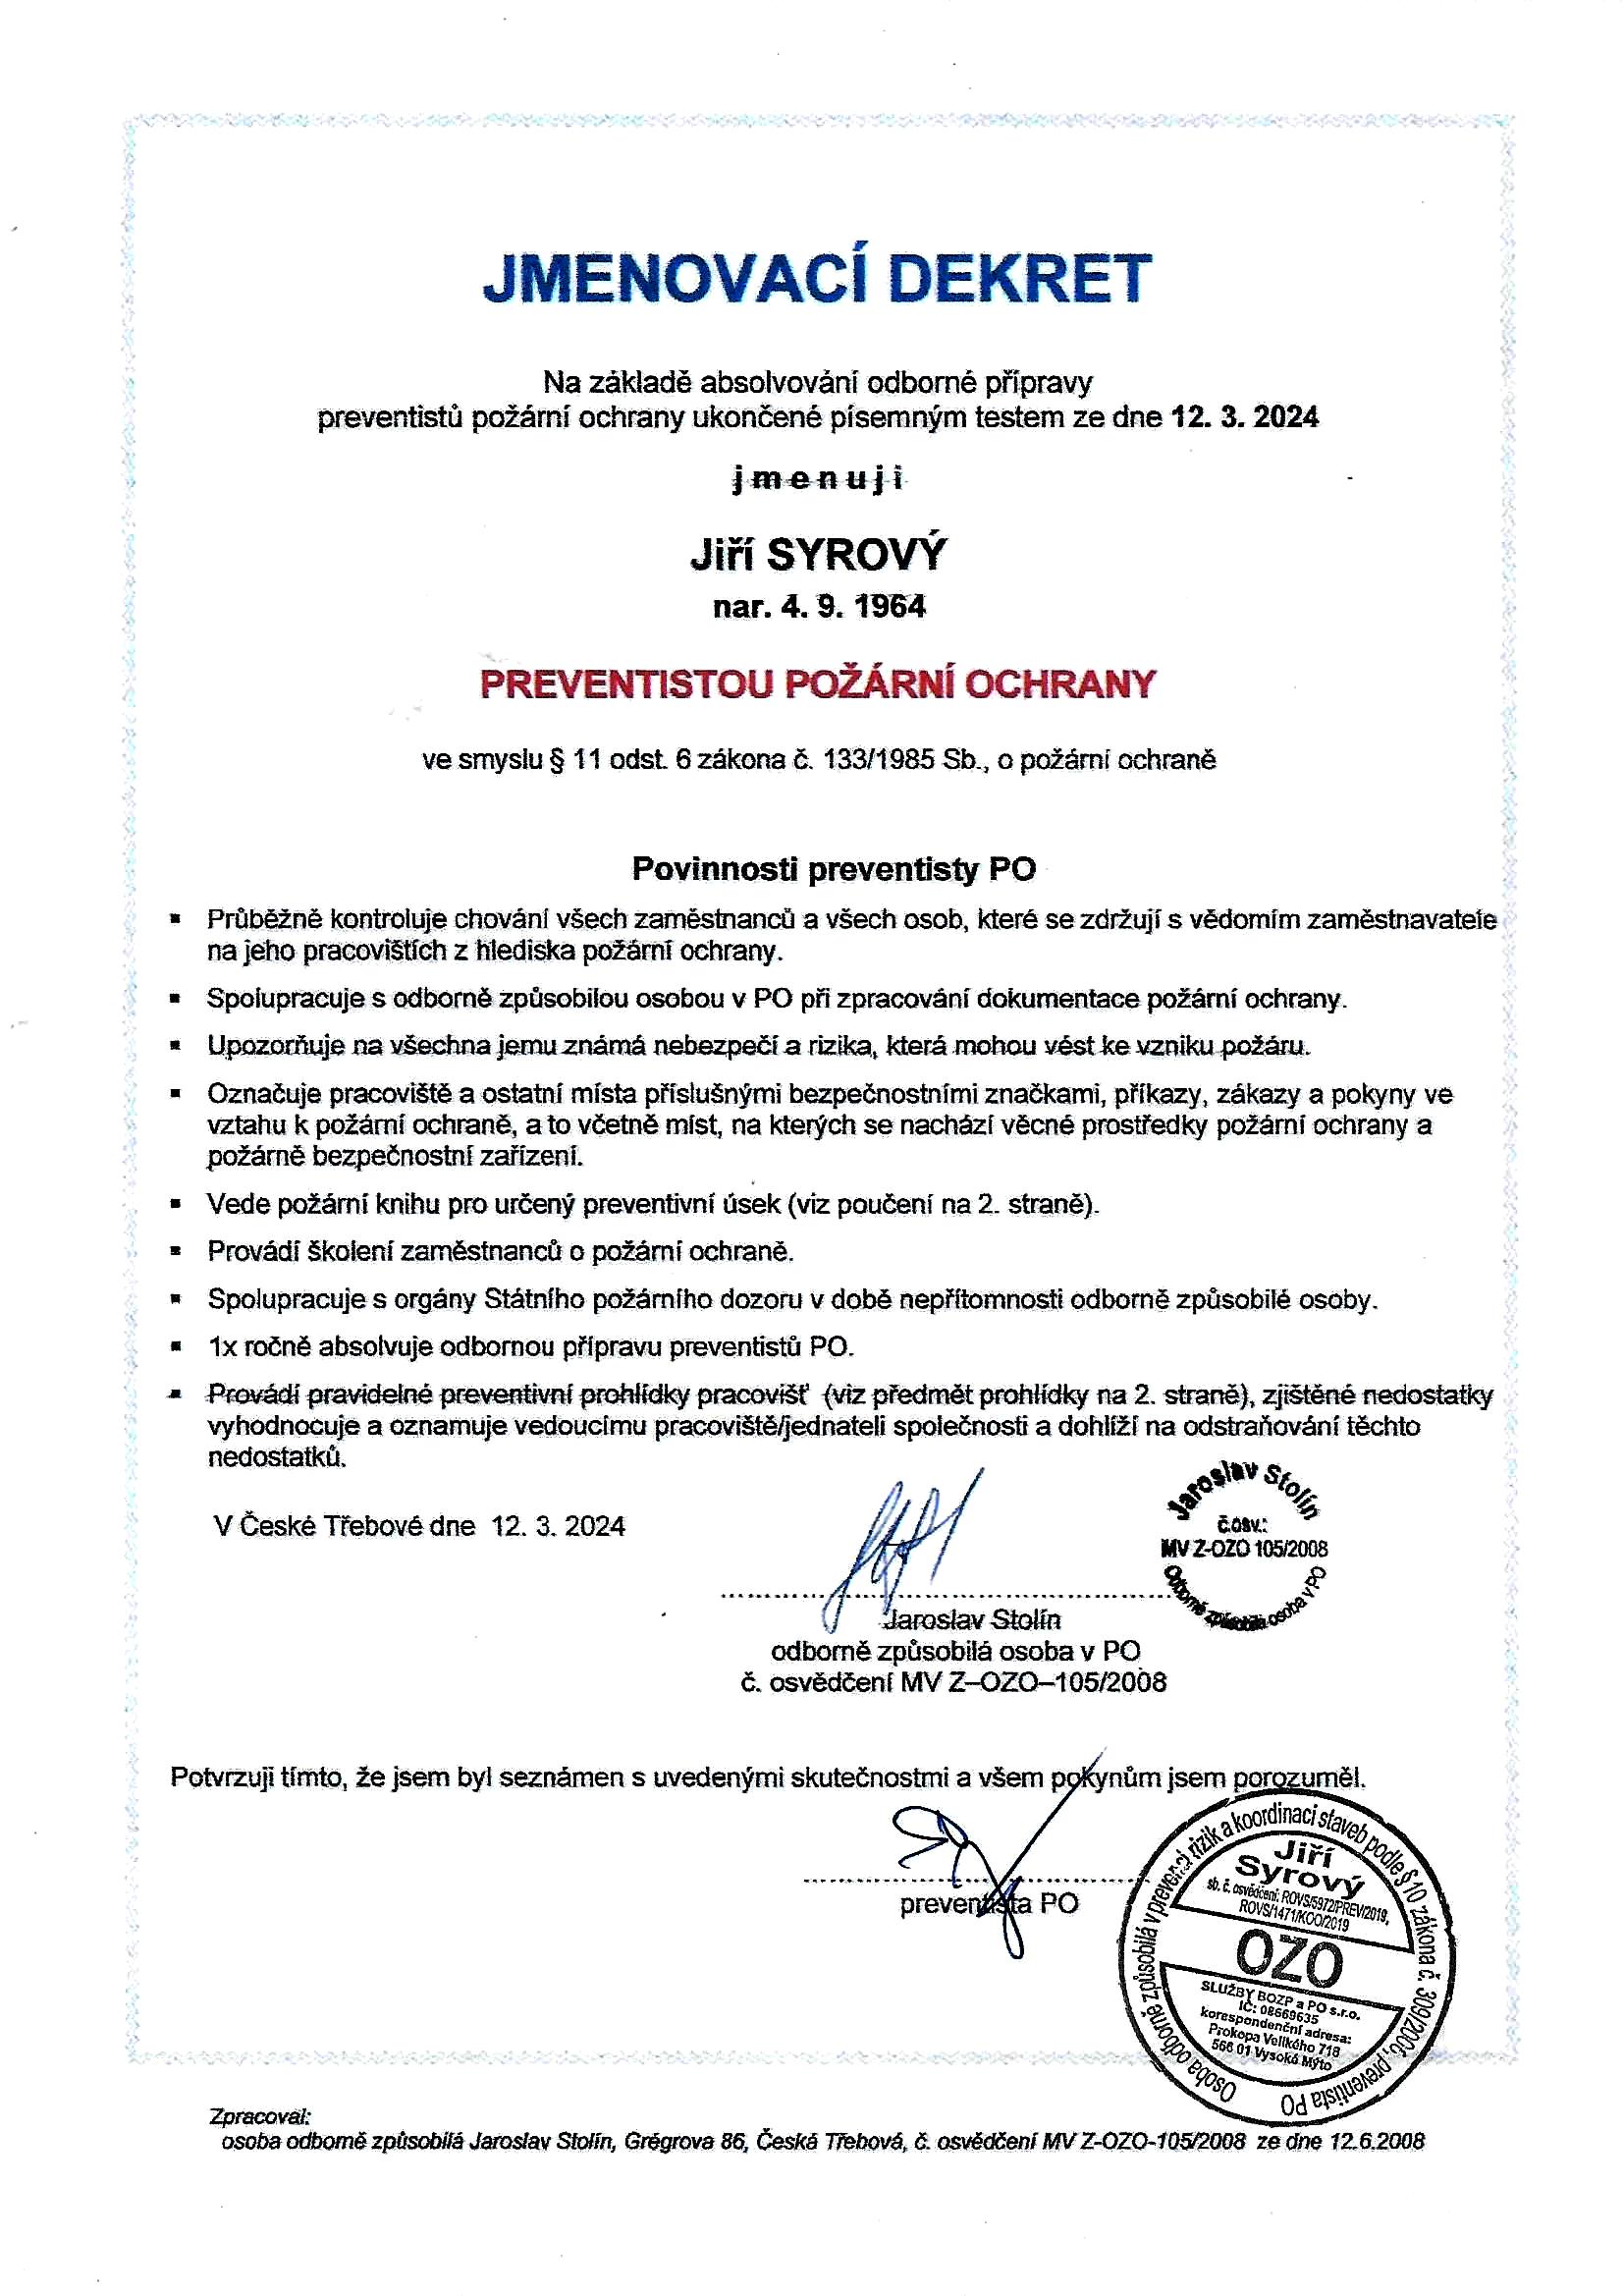 JMENOVACÍ DEKRET
Na základě absolvování odborné přípravy
preventistů požární ochrany ukončené písemným testem ze dne 12. 3. 2024
jmenuji
Jiří SYROVÝ
nar. 4. 9. 1964
PREVENTISTOU POŽÁRNÍ OCHRANY
ve smyslu § 11 odst. 6 zákona č. 133/1985 Sb., o požární ochraně
Povinnosti preventisty PO
▪ Průběžně kontroluje chování všech zaměstnanců a všech osob, které se zdržují s vědomím zaměstnavatele
na jeho pracovištích z hlediska požární ochrany.
▪ Spolupracuje s odborně způsobilou osobou v PO při zpracování dokumentace požární ochrany.
▪ Upozorňuje na všechna jemu známá nebezpečí a rizika, která mohou vést ke vzniku požáru.
▪ Označuje pracoviště a ostatní místa příslušnými bezpečnostními značkami, příkazy, zákazy a pokyny ve
vztahu k požární ochraně, a to včetně míst, na kterých se nachází věcné prostředky požární ochrany a
požárně bezpečnostní zařízení.
▪ Vede požární knihu pro určený preventivní úsek (viz poučení na 2. straně).
▪ Provádí školení zaměstnanců o požární ochraně.
▪ Spolupracuje s orgány Státního požárního dozoru v době nepřítomnosti odborně způsobilé osoby.
▪ 1x ročně absolvuje odbornou přípravu preventistů PO.
▪ Provádí pravidelné preventivní prohlídky pracovišť (viz předmět prohlídky na 2. straně), zjištěné nedostatky
vyhodnocuje a oznamuje vedoucímu pracoviště/jednateli společnosti a dohlíží na odstraňování těchto
nedostatků.
V České Třebové dne 12. 3. 2024
Jaroslav Stolín
č.osv.:
MV Z-OZO 105/2008
Odborně způsobilá osoba v PO
Jaroslav Stolín
odborně způsobilá osoba v PO
č. osvědčení MV Z–OZO–105/2008
Potvrzuji tímto, že jsem byl seznámen s uvedenými skutečnostmi a všem pokynům jsem porozuměl.
preventista PO
Osoba odborně způsobilá v prevenci rizik a koordinaci staveb podle §10 zákona č. 309/2006, preventista PO
Jiří
Syrový
sb. č. osvědčení: ROVS/5972/PREV/2019,
ROVS/1471/KOO/2019
OZO
SLUŽBY BOZP a PO s.r.o.
IČ: 08669635
korespondenční adresa:
Prokopa Velikého 718
566 01 Vysoké Mýto
Zpracoval:
osoba odborně způsobilá Jaroslav Stolín, Grégrova 86, Česká Třebová, č. osvědčení MV Z-OZO-105/2008 ze dne 12.6.2008